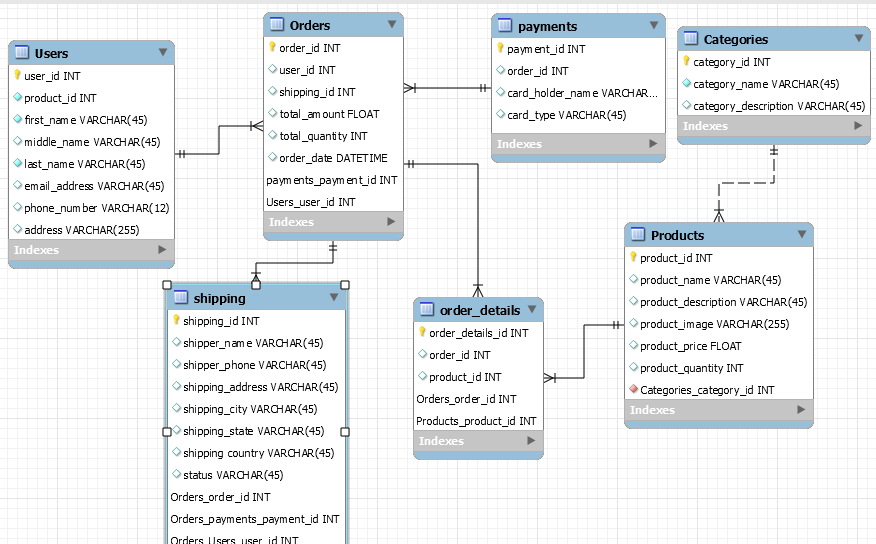 Users
user_id INT
product_id INT
first_name VARCHAR(45)
middle_name VARCHAR(45)
last_name VARCHAR(45)
email_address VARCHAR(45)
phone_number VARCHAR(12)
address VARCHAR(255)
Indexes
Orders
order_id INT
user_id INT
shipping_id INT
total_amount FLOAT
total_quantity INT
order_date DATETIME
payments_payment_id INT
Users_user_id INT
Indexes
payments
payment_id INT
order_id INT
card_holder_name VARCHAR...
card_type VARCHAR(45)
Indexes
Categories
category_id INT
category_name VARCHAR(45)
category_description VARCHAR(45)
Indexes
shipping
shipping_id INT
shipper_name VARCHAR(45)
shipper_phone VARCHAR(45)
shipping_address VARCHAR(45)
shipping_city VARCHAR(45)
shipping_state VARCHAR(45)
shipping country VARCHAR(45)
status VARCHAR(45)
Orders_order_id INT
Orders_payments_payment_id INT
Orders_Users_user_id INT
order_details
order_details_id INT
order_id INT
product_id INT
Orders_order_id INT
Products_product_id INT
Indexes
Products
product_id INT
product_name VARCHAR(45)
product_description VARCHAR(45)
product_image VARCHAR(255)
product_price FLOAT
product_quantity INT
Categories_category_id INT
Indexes